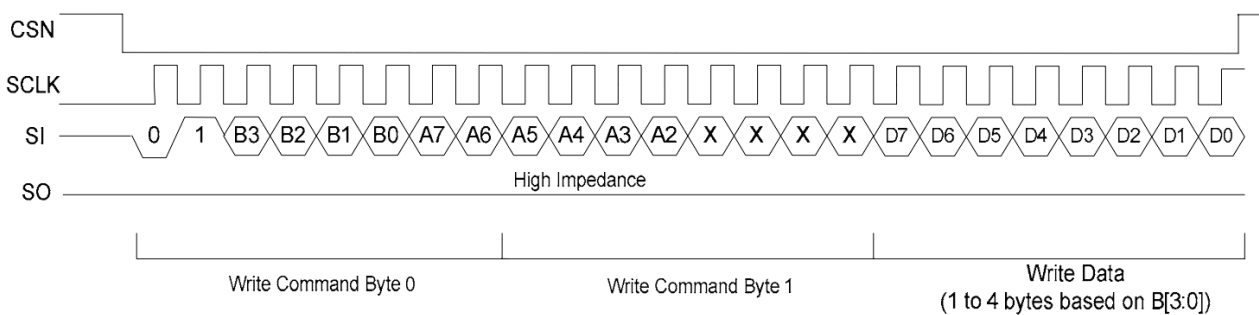 CSN
SCLK
SI 0 1 B3 B2 B1 B0 A7 A6 A5 A4 A3 A2 X X X X D7 D6 D5 D4 D3 D2 D1 D0
High Impedance
SO
Write Command Byte 0 Write Command Byte 1 Write Data
(1 to 4 bytes based on B[3:0])